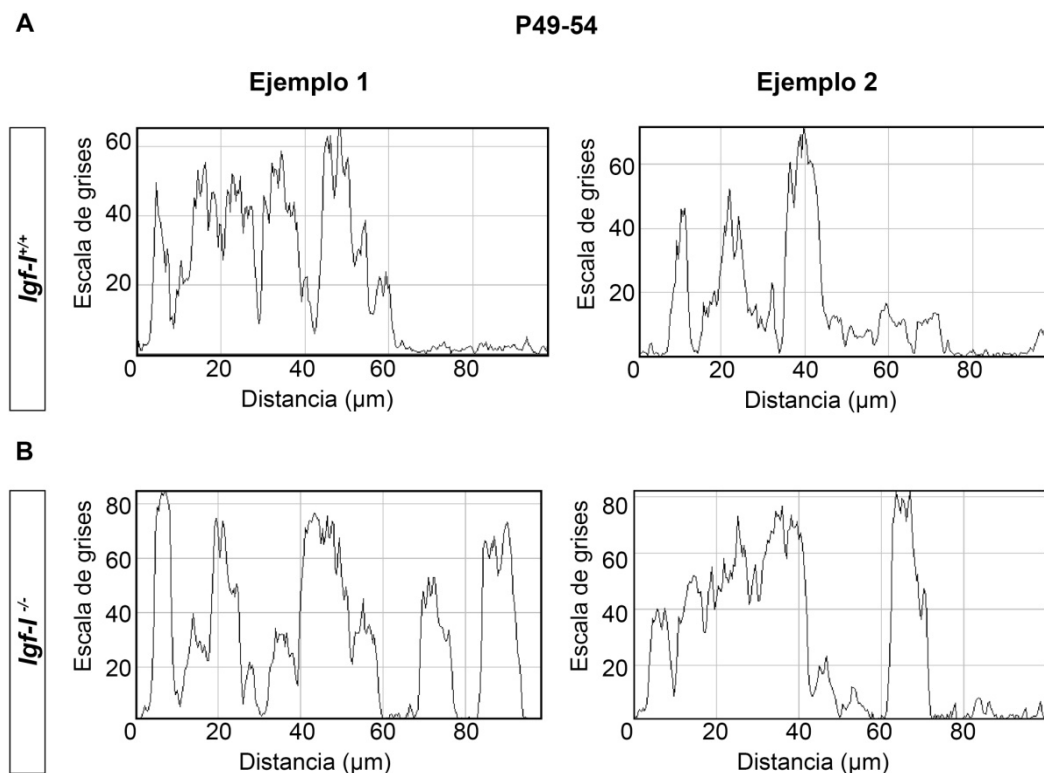 A
P49-54
Ejemplo 1
Ejemplo 2
Igf-I+/+
Escala de grises
60
40
20
0 20 40 60 80
Distancia (µm)
Escala de grises
60
40
20
0 20 40 60 80
Distancia (µm)
B
Igf-I -/-
Escala de grises
80
60
40
20
0 20 40 60 80
Distancia (µm)
Escala de grises
80
60
40
20
0 20 40 60 80
Distancia (µm)